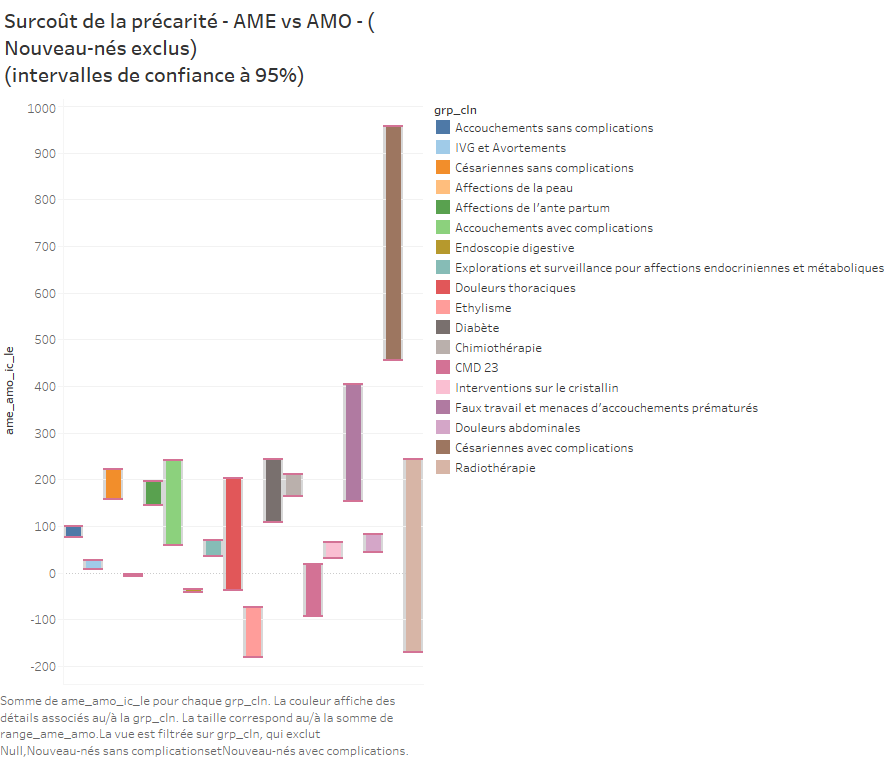 Surcoût de la précarité - AME vs AMO - (
Nouveau-nés exclus)
(intervalles de confiance à 95%)
1000
900
800
700
600
500
400
300
200
100
0
-100
-200
ame_amo_ic_le
grp_cln
Accouchements sans complications
IVG et Avortements
Césariennes sans complications
Affections de la peau
Affections de l’ante partum
Accouchements avec complications
Endoscopie digestive
Explorations et surveillance pour affections endocriniennes et métaboliques
Douleurs thoraciques
Ethylisme
Diabète
Chimiothérapie
CMD 23
Interventions sur le cristallin
Faux travail et menaces d’accouchements prématurés
Douleurs abdominales
Césariennes avec complications
Radiothérapie
Somme de ame_amo_ic_le pour chaque grp_cln. La couleur affiche des
détails associés au/à la grp_cln. La taille correspond au/à la somme de
range_ame_amo.La vue est filtrée sur grp_cln, qui exclut
Null,Nouveau-nés sans complicationsetNouveau-nés avec complications.